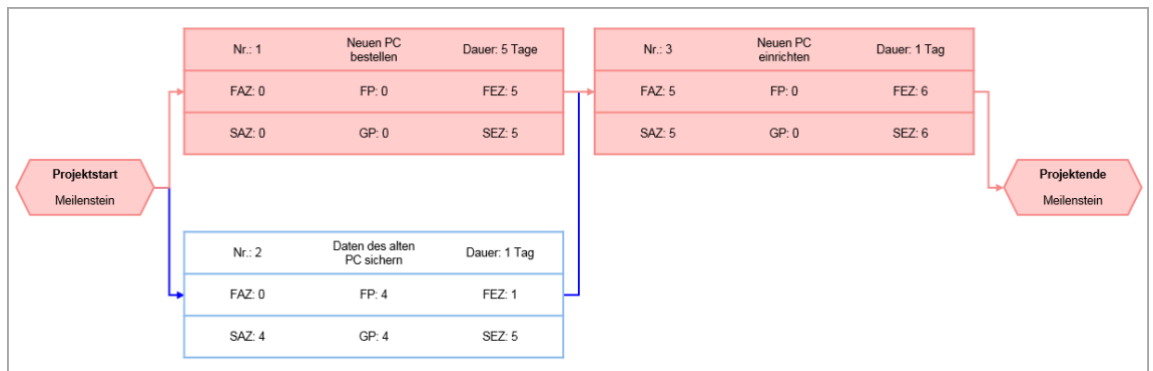 Nr.: 1
Neuen PC
bestellen
Dauer: 5 Tage
FAZ: 0
FP: 0
FEZ: 5
SAZ: 0
GP: 0
SEZ: 5
Nr.: 3
Neuen PC
einrichten
Dauer: 1 Tag
FAZ: 5
FP: 0
FEZ: 6
SAZ: 5
GP: 0
SEZ: 6
Projektstart
Meilenstein
Projektende
Meilenstein
Nr.: 2
Daten des alten
PC sichern
Dauer: 1 Tag
FAZ: 0
FP: 4
FEZ: 1
SAZ: 4
GP: 4
SEZ: 5